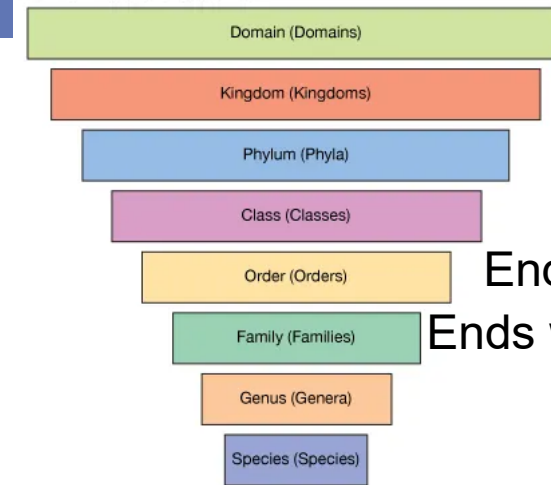 Domain (Domains)
Kingdom (Kingdoms)
Phylum (Phyla)
Class (Classes)
Order (Orders)
Family (Families)
Ends
Genus (Genera)
Species (Species)